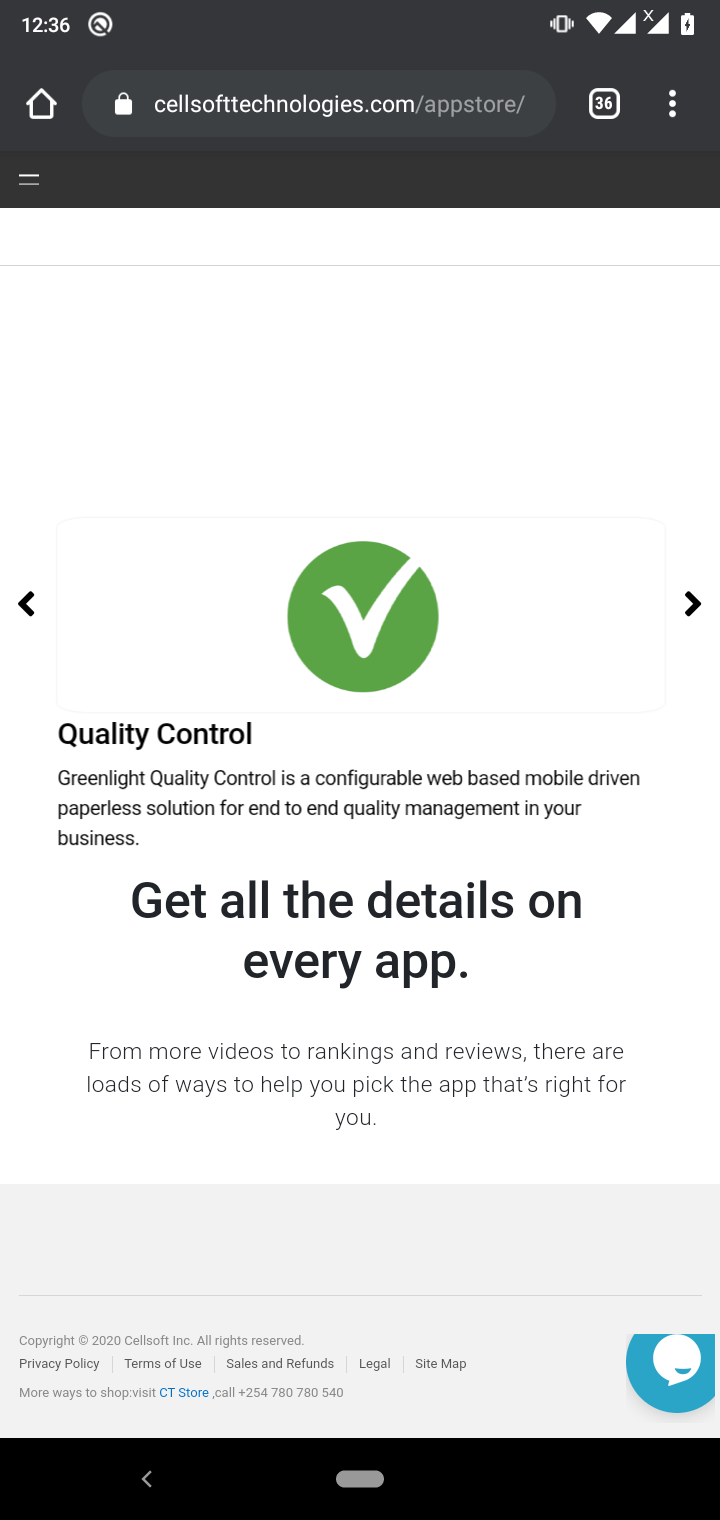 12:36
X
cellsofttechnologies.com/appstore/
36
Quality Control
Greenlight Quality Control is a configurable web based mobile driven
paperless solution for end to end quality management in your
business.
Get all the details on
every app.
From more videos to rankings and reviews, there are
loads of ways to help you pick the app that's right for
you.
Copyright © 2020 Cellsoft Inc. All rights reserved.
Privacy Policy Terms of Use Sales and Refunds Legal Site Map
More ways to shop:visit CT Store ,call +254 780 780 540